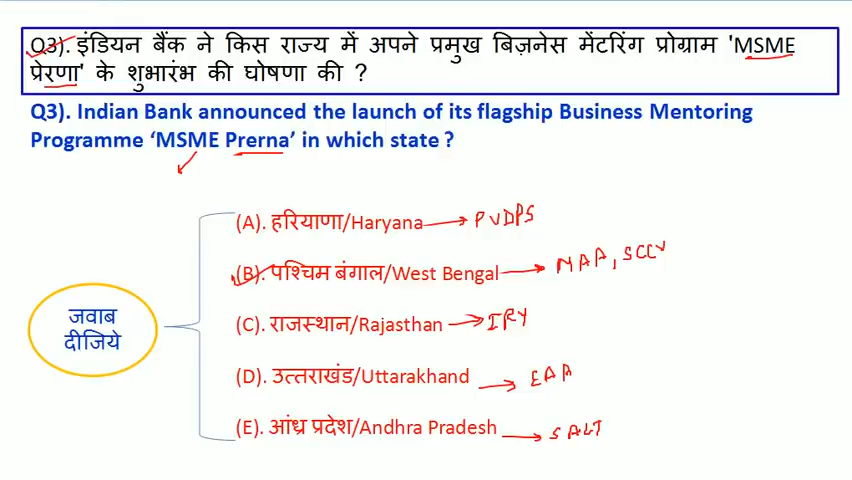 Q3). इंडियन बैंक ने किस राज्य में अपने प्रमुख बिज़नेस मेंटरिंग प्रोग्राम 'MSME
प्रेरणा' के शुभारंभ की घोषणा की ?
Q3). Indian Bank announced the launch of its flagship Business Mentoring
Programme ‘MSME Prerna’ in which state ?
(A). हरियाणा/Haryana PVDPS
(B). पश्चिम बंगाल/West Bengal MAA, SCCY
(C). राजस्थान/Rajasthan IRY
जवाब
दीजिये
(D). उत्तराखंड/Uttarakhand EAA
(E). आंध्र प्रदेश/Andhra Pradesh SALT